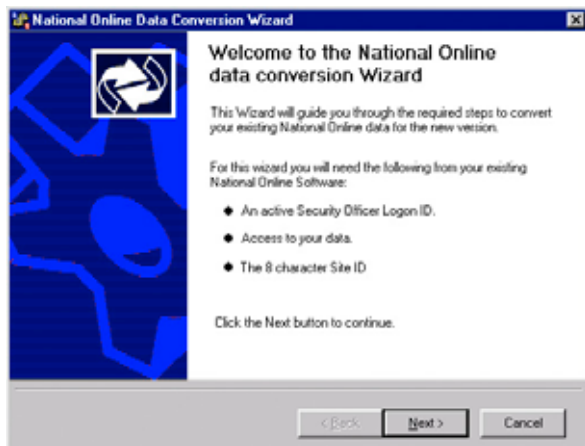 National Online Data Conversion Wizard
Welcome to the National Online
data conversion Wizard
This Wizard will guide you through the required steps to convert
your existing National Online data for the new version.
For this wizard you will need the following from your existing
National Online Software:
◆ An active Security Officer Logon ID.
◆ Access to your data.
◆ The 8 character Site ID
Click the Next button to continue.
< Back Next > Cancel